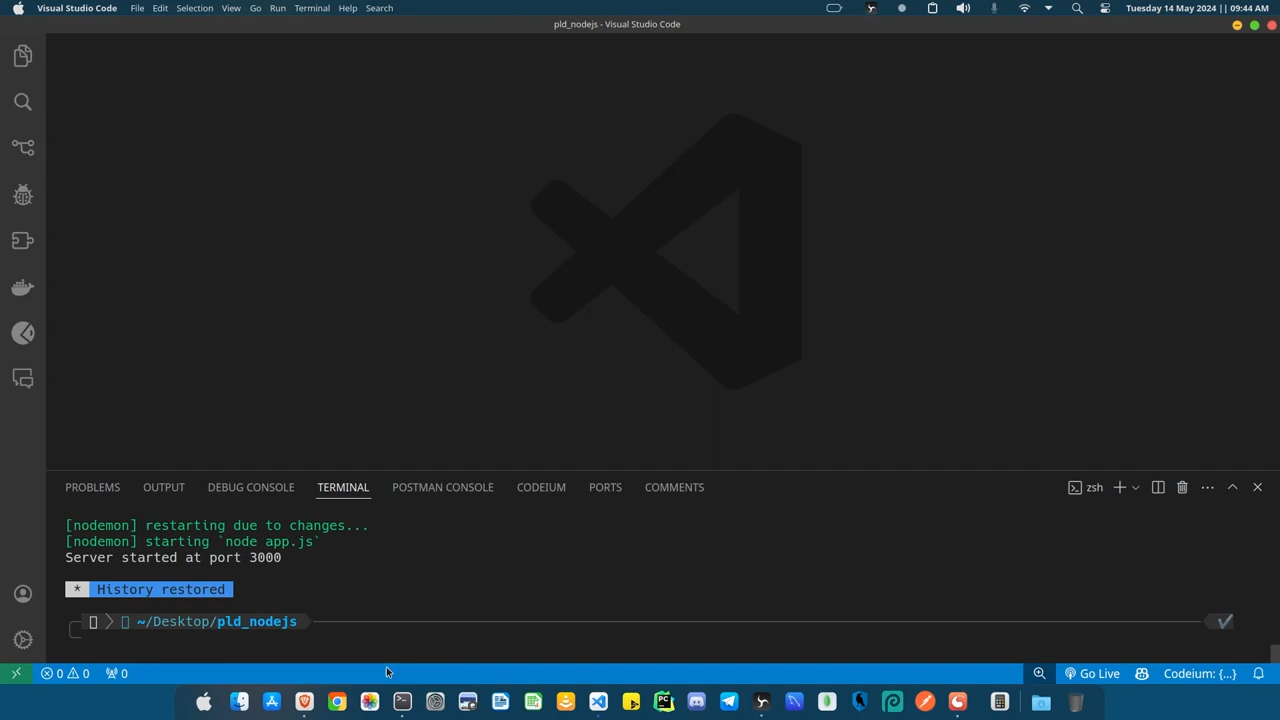 Visual Studio Code File Edit Selection View Go Run Terminal Help Search Tuesday 14 May 2024 || 09:44 AM
pld_nodejs - Visual Studio Code
PROBLEMS OUTPUT DEBUG CONSOLE TERMINAL POSTMAN CONSOLE CODEIUM PORTS COMMENTS zsh
[nodemon] restarting due to changes...
[nodemon] starting `node app.js`
Server started at port 3000
* History restored
~/Desktop/pld_nodejs
0 0 0 Go Live Codeium: {...}